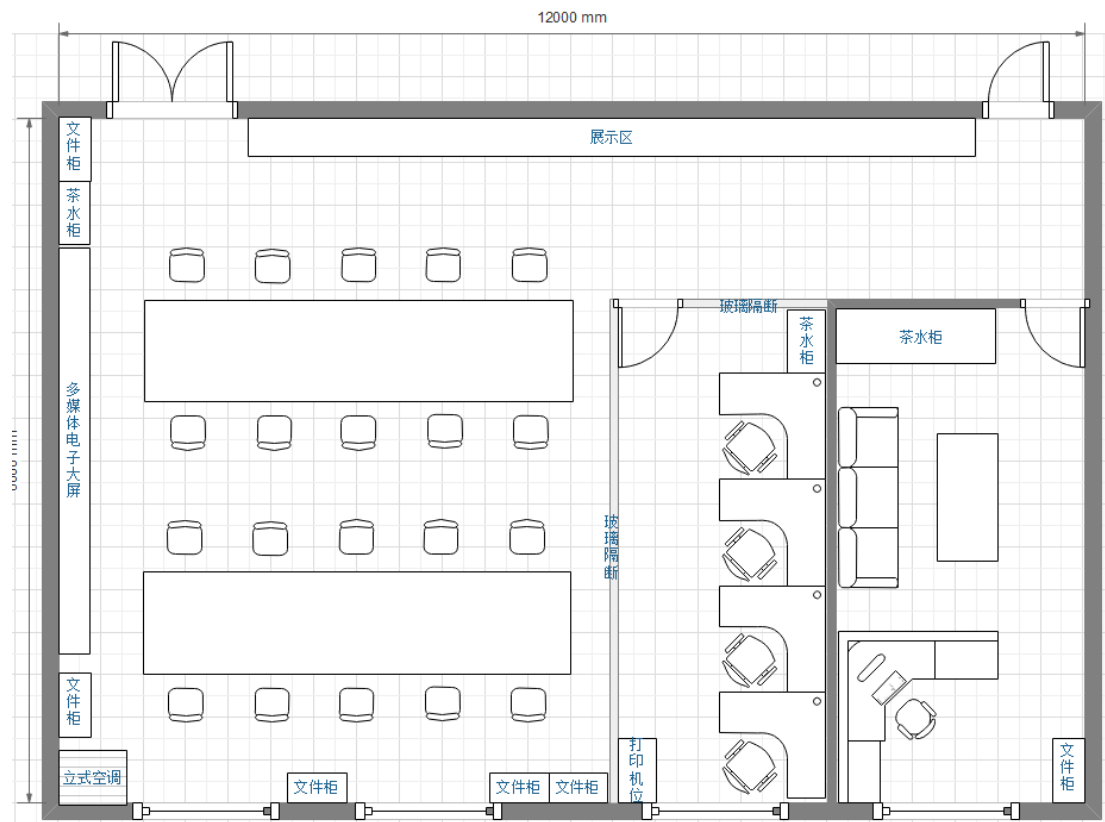 12000 mm
文件柜
展示区
茶水柜
玻璃隔断
茶水柜
茶水柜
多媒体电子大屏
玻璃隔断
文件柜
立式空调
文件柜
文件柜
文件柜
打印机位
文件柜